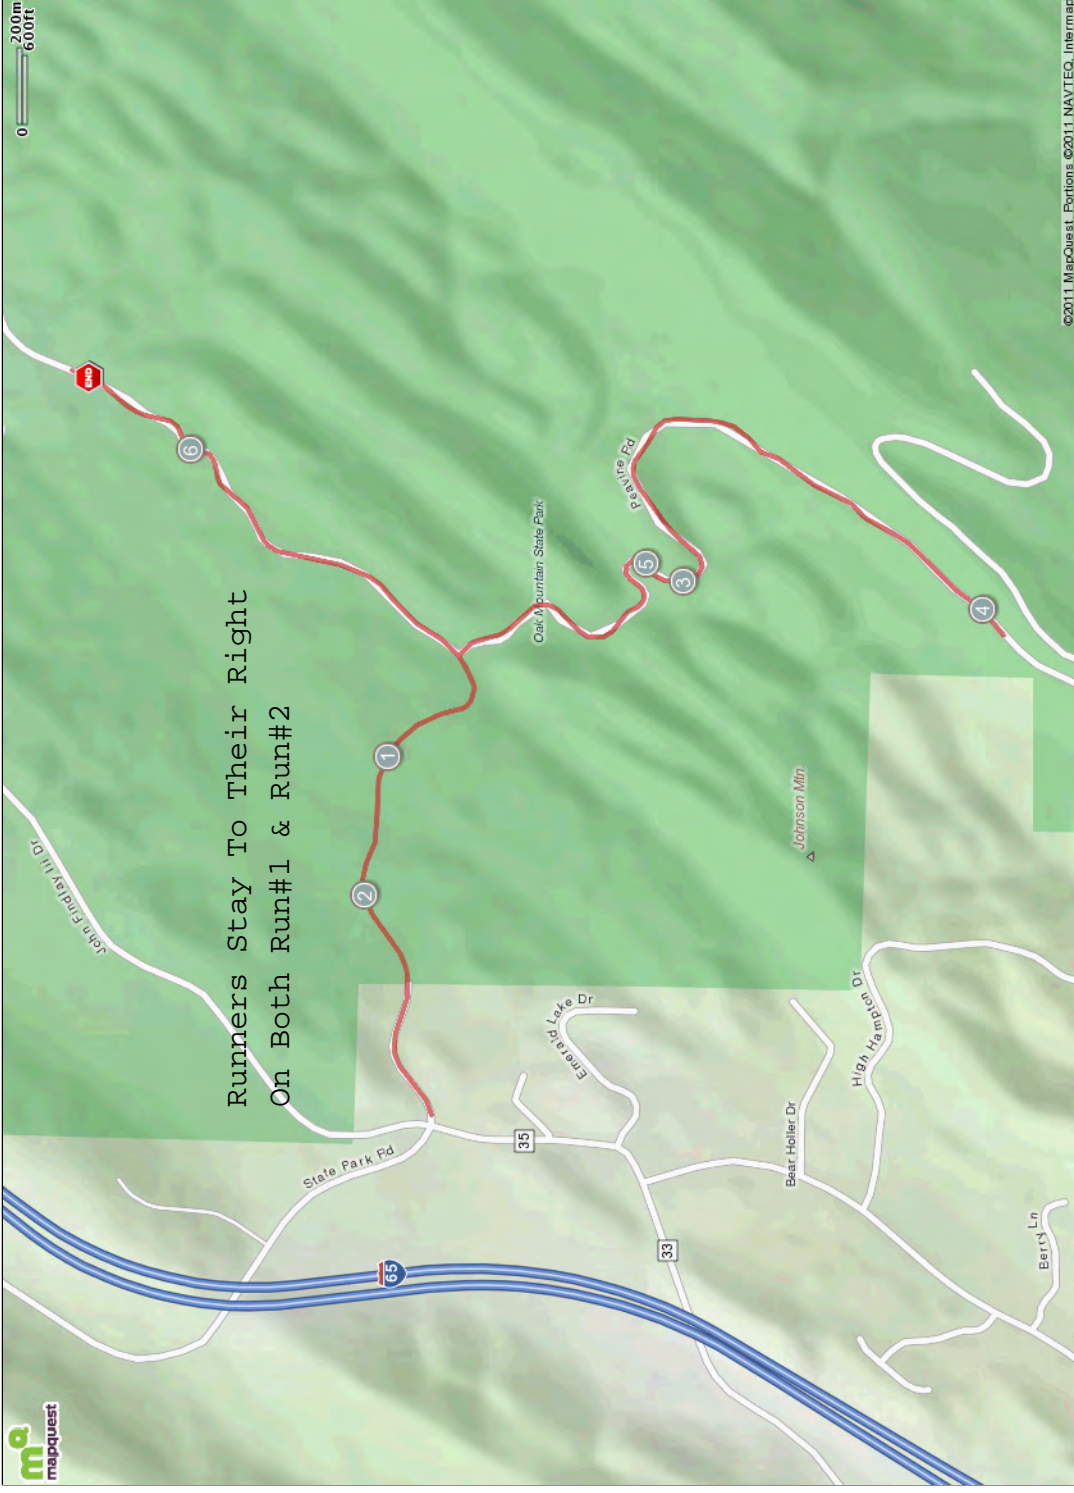 mapquest
0 200m
600ft
END
6
John Findlay Iii Dr
Runners Stay To Their Right
On Both Run#1 & Run#2
2
1
State Park Rd
65
35
Emerald Lake Dr
Oak Mountain State Park
Peavine Rd
5
3
33
Bear Holler Dr
High Hampton Dr
Johnson Mtn
4
Berry Ln
©2011 MapQuest Portions ©2011 NAVTEQ, Intermap